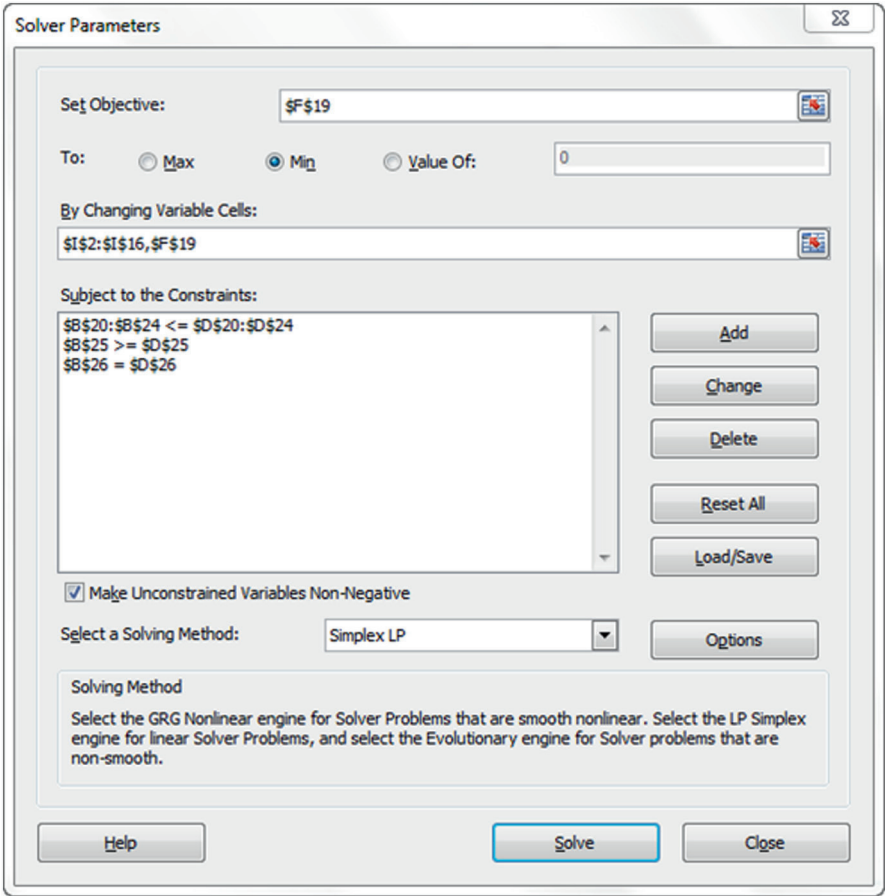 Solver Parameters
Set Objective: $F$19
To: Max Min Value Of: 0
By Changing Variable Cells:
$I$2:$I$16,$F$19
Subject to the Constraints:
$B$20:$B$24 <= $D$20:$D$24
$B$25 >= $D$25
$B$26 = $D$26
Add
Change
Delete
Reset All
Load/Save
Make Unconstrained Variables Non-Negative
Select a Solving Method: Simplex LP Options
Solving Method
Select the GRG Nonlinear engine for Solver Problems that are smooth nonlinear. Select the LP Simplex
engine for linear Solver Problems, and select the Evolutionary engine for Solver problems that are
non-smooth.
Help Solve Close